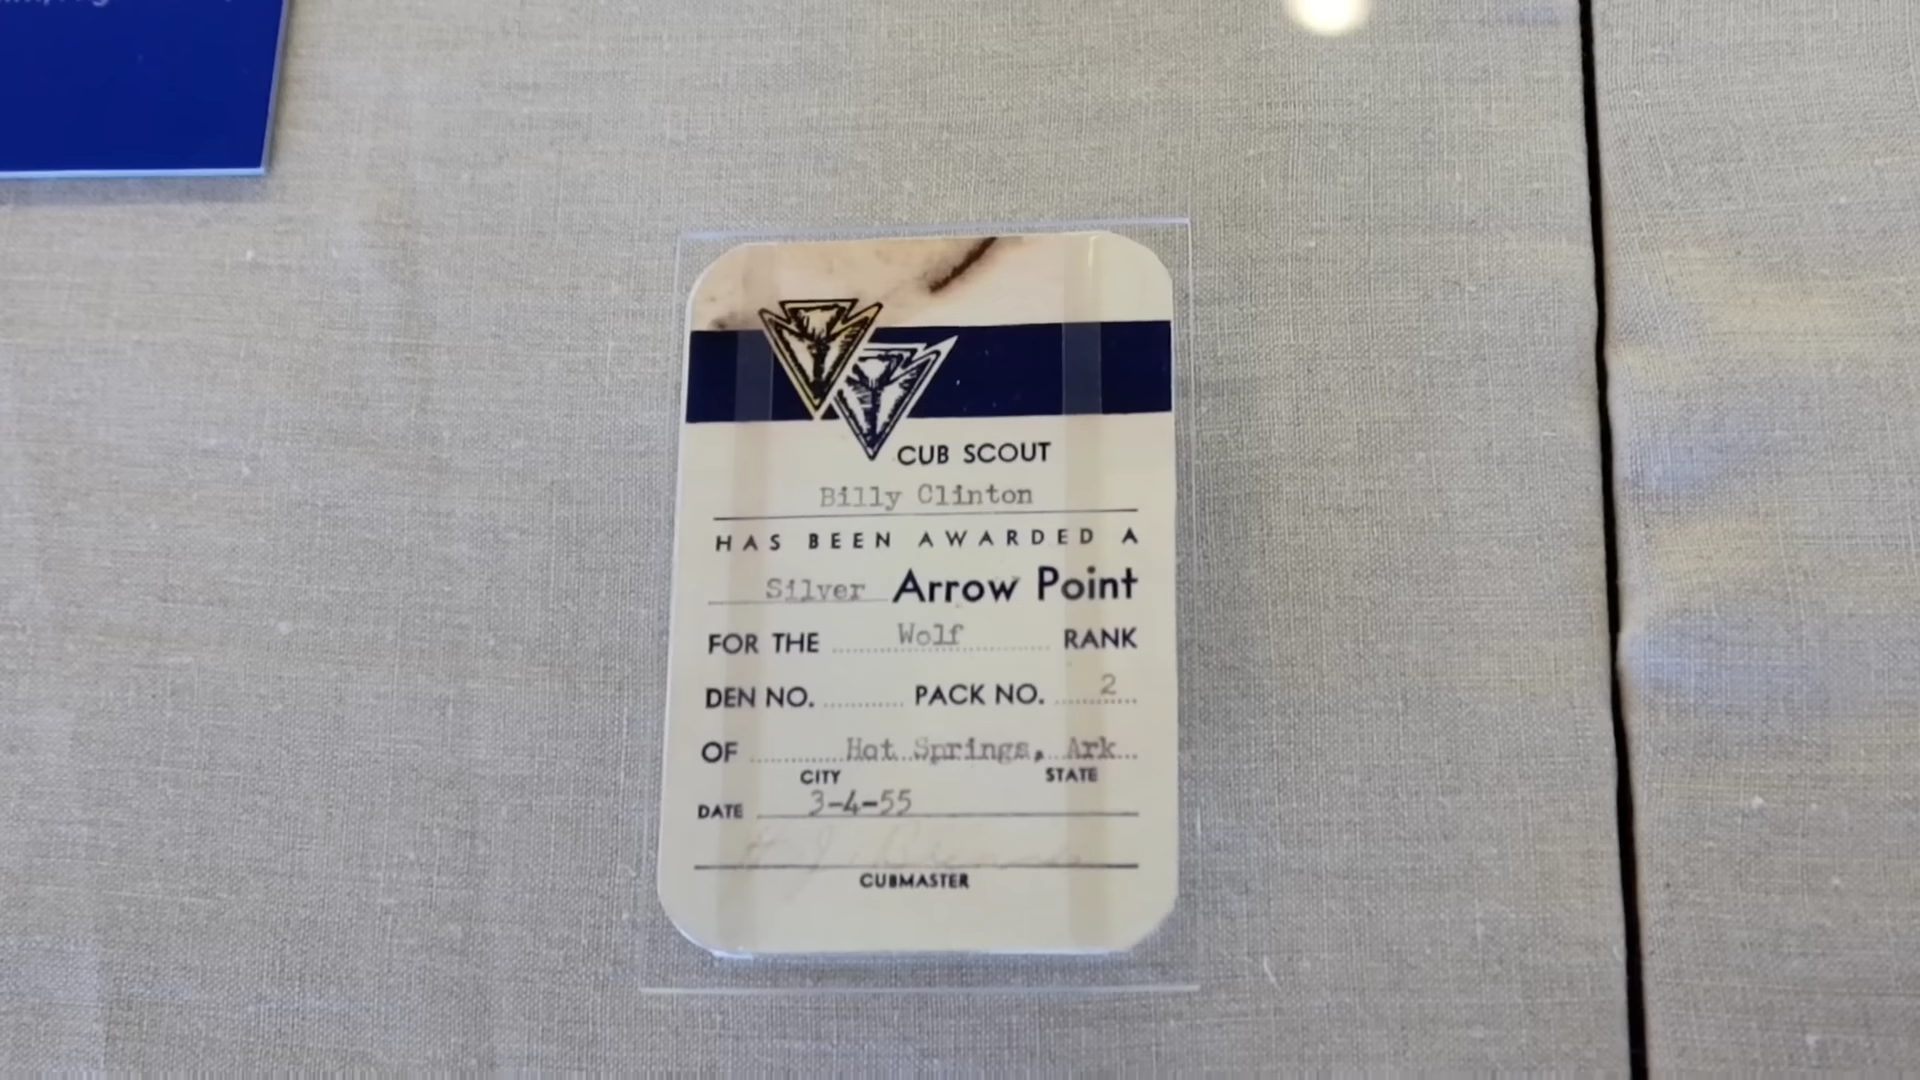 CUB SCOUT
Billy Clinton
HAS BEEN AWARDED A
Silver Arrow Point
FOR THE Wolf RANK
DEN NO. PACK NO. 2
OF Hot Springs, Ark
CITY STATE
DATE 3-4-55
CUBMASTER